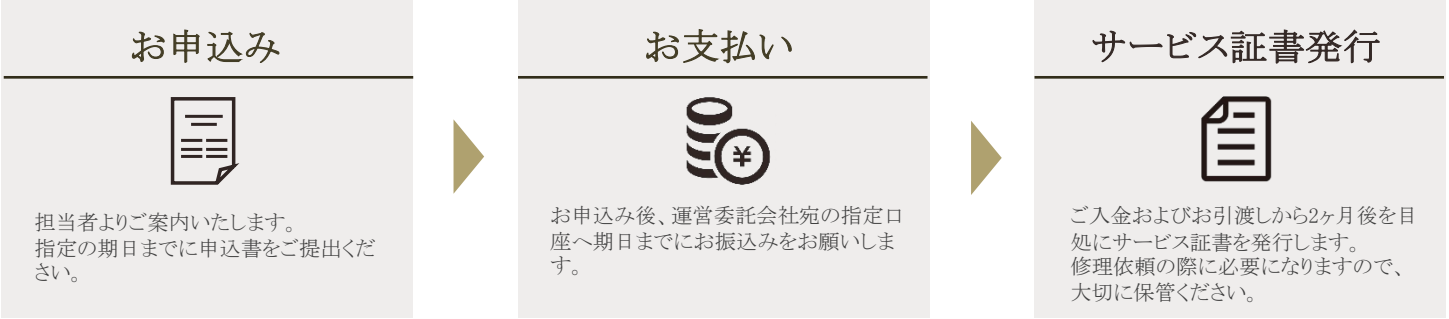 お申込み
担当者よりご案内いたします。
指定の期日までに申込書をご提出くだ
さい。
お支払い
¥
お申込み後、運営委託会社宛の指定口
座へ期日までにお振込みをお願いしま
す。
サービス証書発行
ご入金およびお引渡しから2ヶ月後を目
処にサービス証書を発行します。
修理依頼の際に必要になりますので、
大切に保管ください。